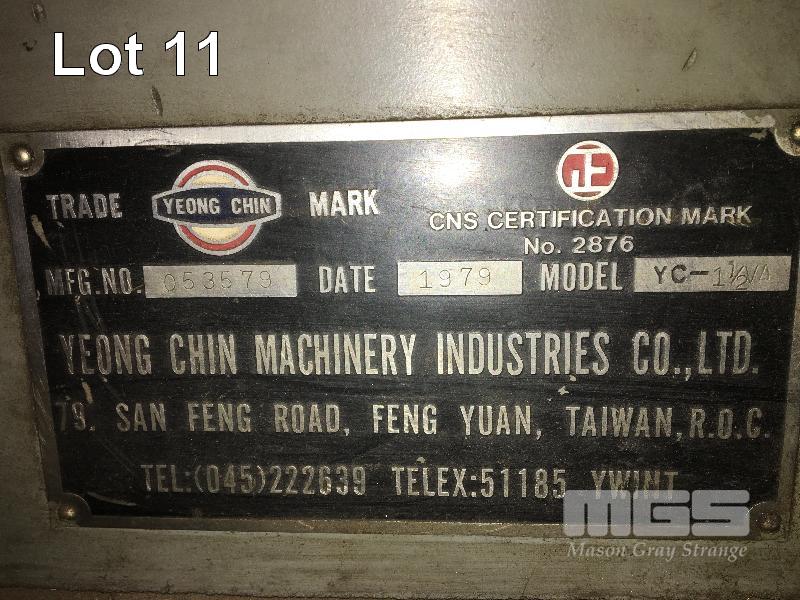 Lot 11
TRADE YEONG CHIN MARK
CNS CERTIFICATION MARK
No. 2876
MFG.NO. 053579 DATE 1979 MODEL YC-1½VA
YEONG CHIN MACHINERY INDUSTRIES CO.,LTD.
79, SAN FENG ROAD, FENG YUAN, TAIWAN,R.O.C.
TEL:(045)222639 TELEX:51185 YWINT
MGS
Mason Gray Strange